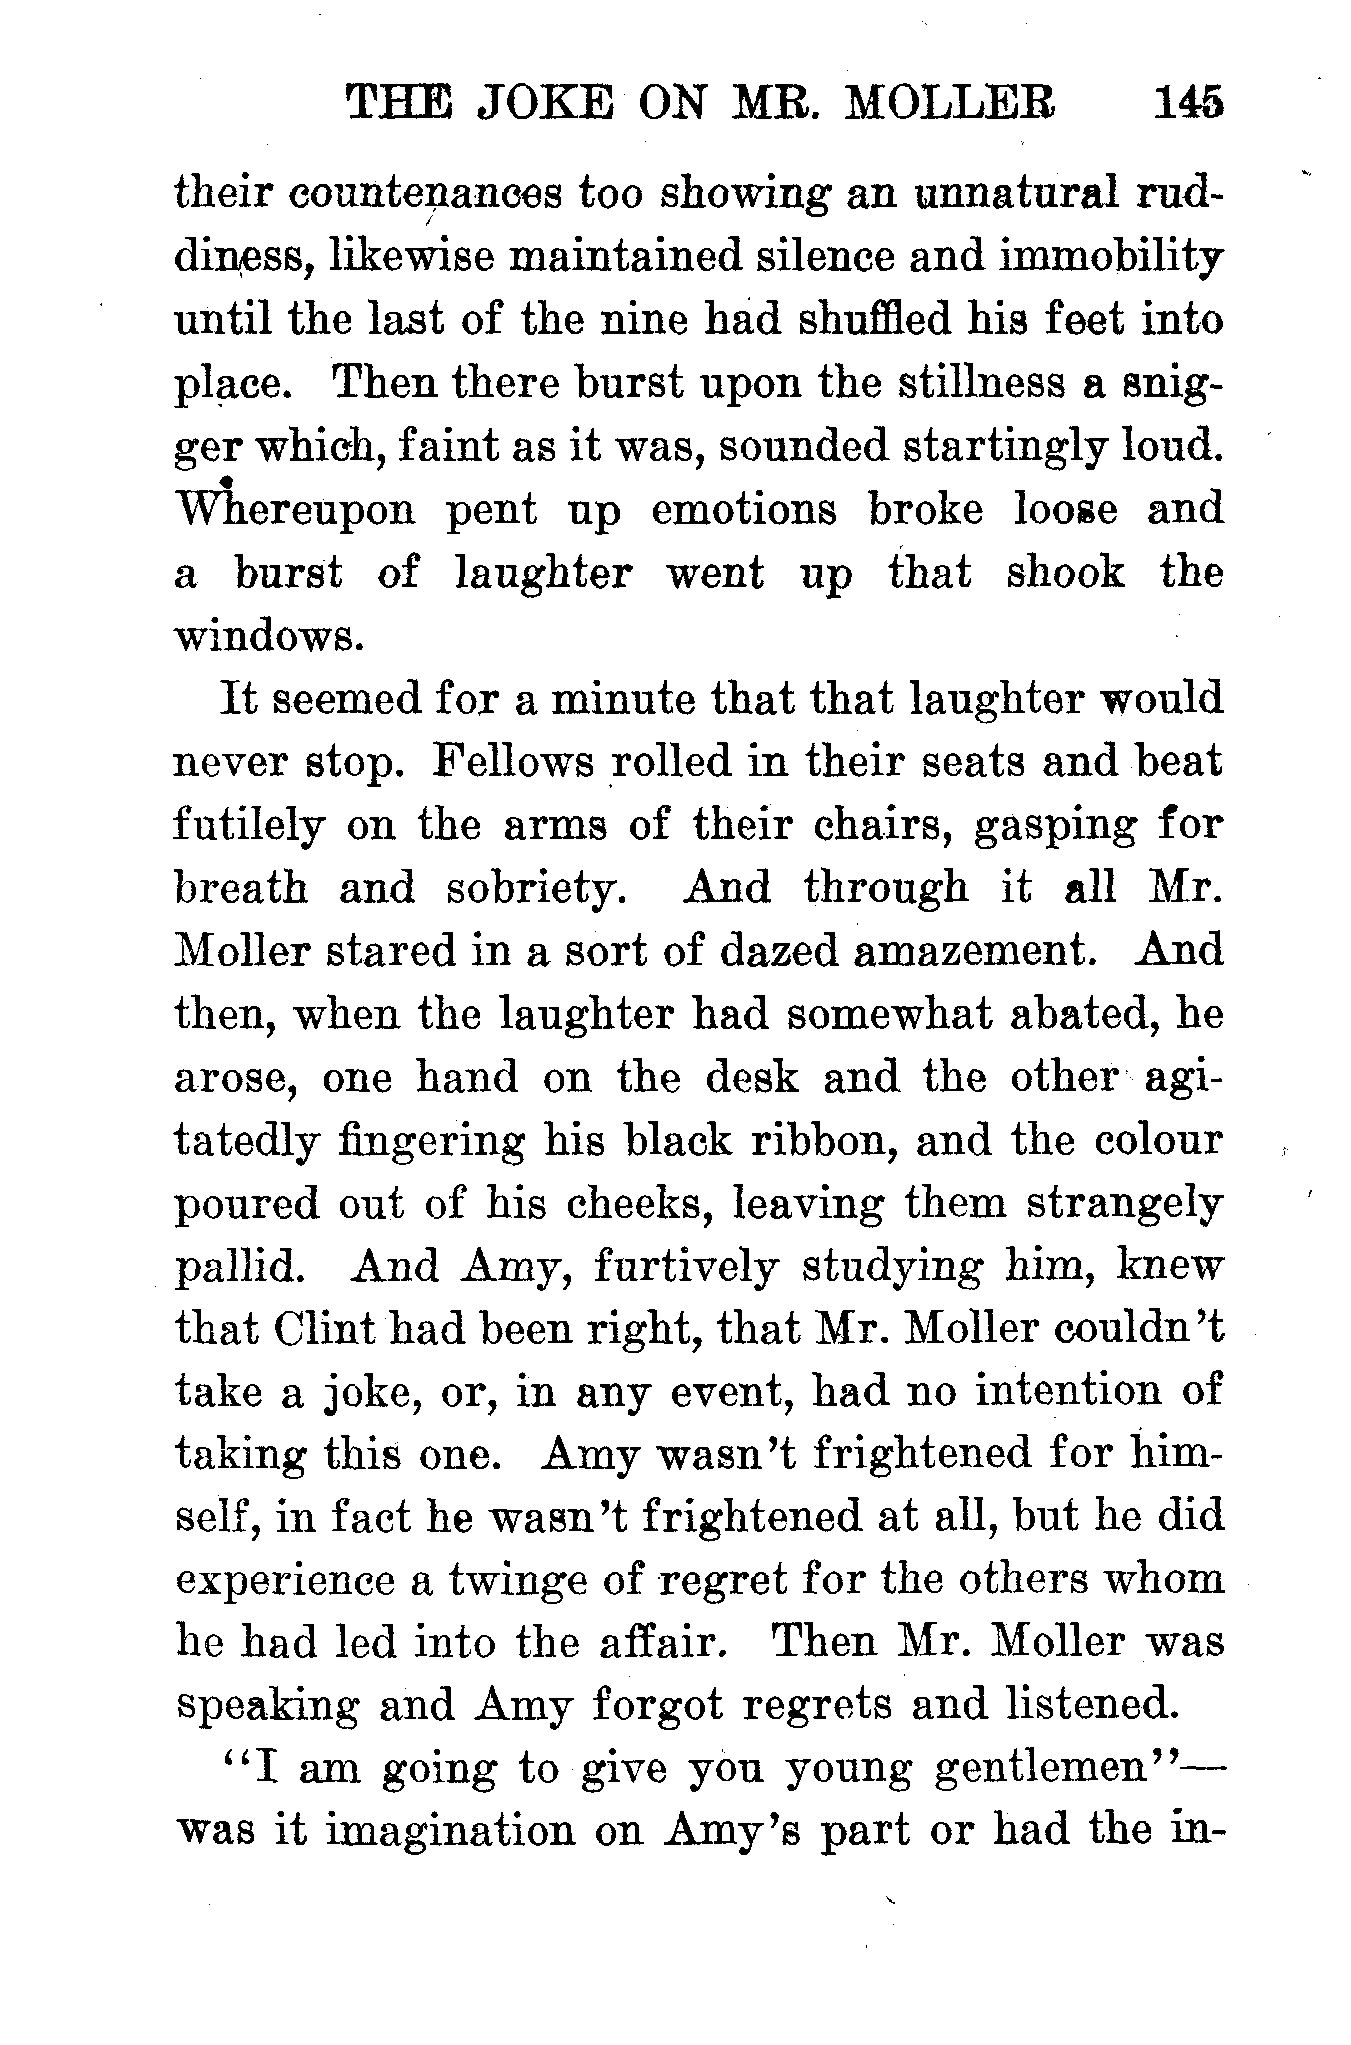 THE JOKE ON MR. MOLLER 145
their countenances too showing an unnatural rud-
diness, likewise maintained silence and immobility
until the last of the nine had shuffled his feet into
place. Then there burst upon the stillness a snig-
ger which, faint as it was, sounded startingly loud.
Whereupon pent up emotions broke loose and
a burst of laughter went up that shook the
windows.
It seemed for a minute that that laughter would
never stop. Fellows rolled in their seats and beat
futilely on the arms of their chairs, gasping for
breath and sobriety. And through it all Mr.
Moller stared in a sort of dazed amazement. And
then, when the laughter had somewhat abated, he
arose, one hand on the desk and the other agi-
tatedly fingering his black ribbon, and the colour
poured out of his cheeks, leaving them strangely
pallid. And Amy, furtively studying him, knew
that Clint had been right, that Mr. Moller couldn't
take a joke, or, in any event, had no intention of
taking this one. Amy wasn't frightened for him-
self, in fact he wasn't frightened at all, but he did
experience a twinge of regret for the others whom
he had led into the affair. Then Mr. Moller was
speaking and Amy forgot regrets and listened.
"I am going to give you young gentlemen"—
was it imagination on Amy's part or had the in-